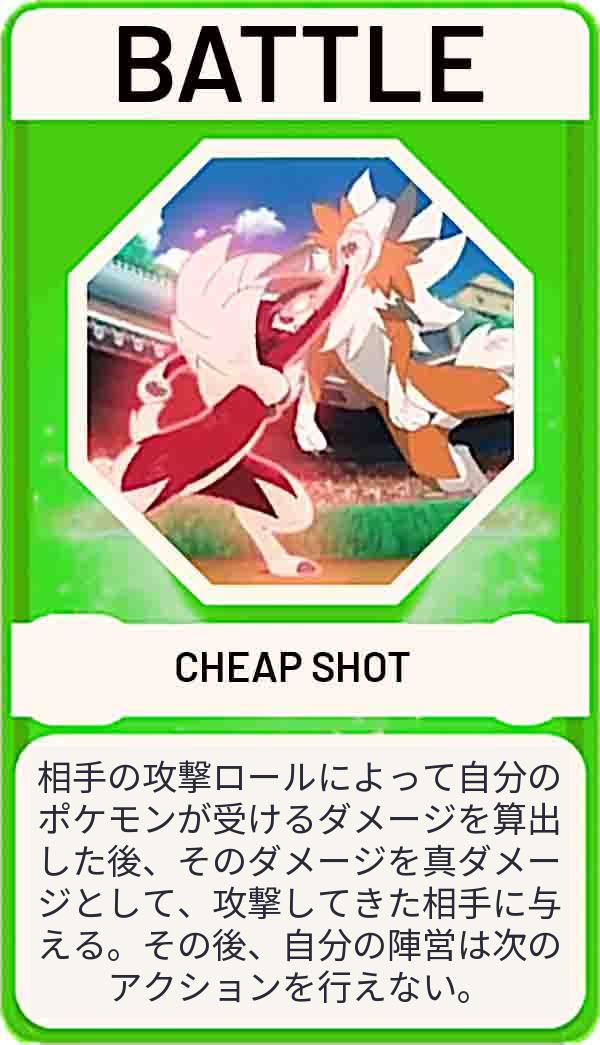 BATTLE
CHEAP SHOT
相手の攻撃ロールによって自分の
ポケモンが受けるダメージを算出
した後、そのダメージを真ダメー
ジとして、攻撃してきた相手に与
える。その後、自分の陣営は次の
アクションを行えない。